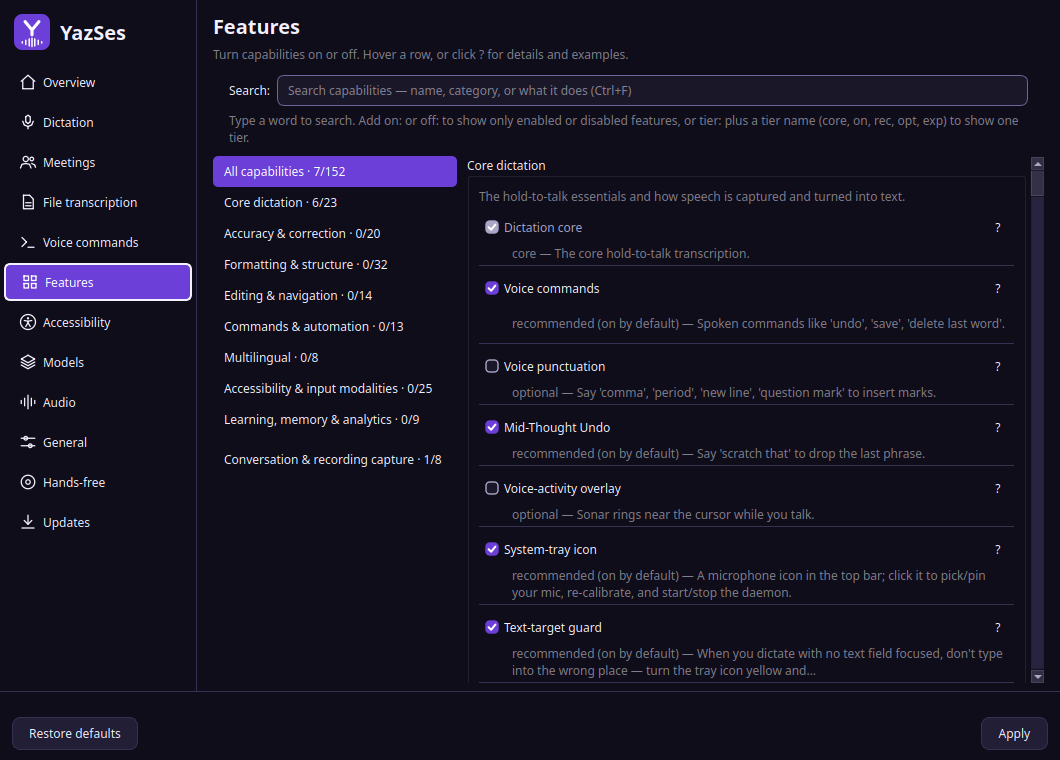 YazSes
Overview
Dictation
Meetings
File transcription
Voice commands
Features
Accessibility
Models
Audio
General
Hands-free
Updates
Features
Turn capabilities on or off. Hover a row, or click ? for details and examples.
Search: Search capabilities — name, category, or what it does (Ctrl+F)
Type a word to search. Add on: or off: to show only enabled or disabled features, or tier: plus a tier name (core, on, rec, opt, exp) to show one
tier.
All capabilities · 7/152
Core dictation · 6/23
Accuracy & correction · 0/20
Formatting & structure · 0/32
Editing & navigation · 0/14
Commands & automation · 0/13
Multilingual · 0/8
Accessibility & input modalities · 0/25
Learning, memory & analytics · 0/9
Conversation & recording capture · 1/8
Core dictation
The hold-to-talk essentials and how speech is captured and turned into text.
Dictation core ?
core — The core hold-to-talk transcription.
Voice commands ?
recommended (on by default) — Spoken commands like 'undo', 'save', 'delete last word'.
Voice punctuation ?
optional — Say 'comma', 'period', 'new line', 'question mark' to insert marks.
Mid-Thought Undo ?
recommended (on by default) — Say 'scratch that' to drop the last phrase.
Voice-activity overlay ?
optional — Sonar rings near the cursor while you talk.
System-tray icon ?
recommended (on by default) — A microphone icon in the top bar; click it to pick/pin
your mic, re-calibrate, and start/stop the daemon.
Text-target guard ?
recommended (on by default) — When you dictate with no text field focused, don't type
into the wrong place — turn the tray icon yellow and...
Restore defaults
Apply